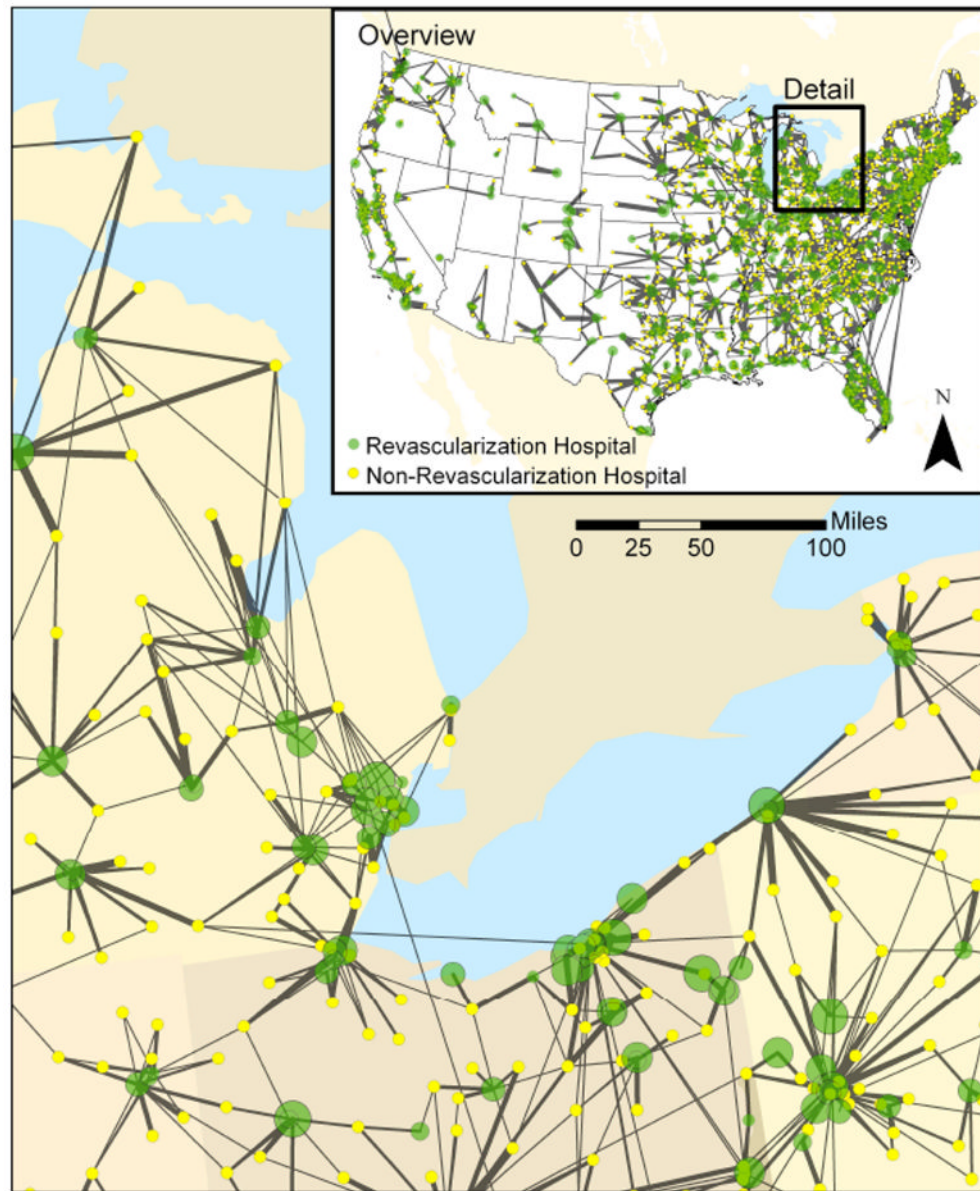 Overview
Detail
N
Revascularization Hospital
Non-Revascularization Hospital
Miles
0 25 50 100